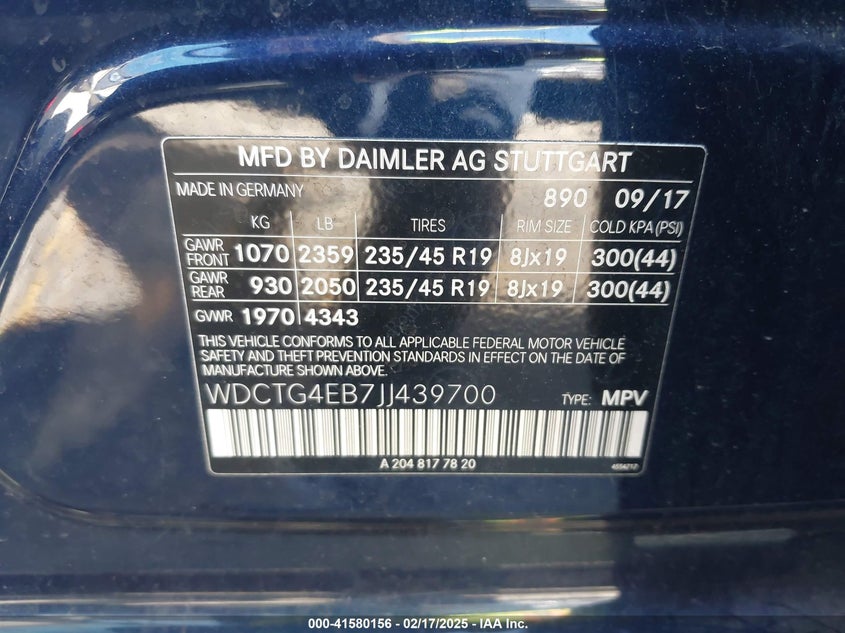 MFD BY DAIMLER AG STUTTGART
MADE IN GERMANY 890 09/17
KG LB TIRES RIM SIZE COLD KPA (PSI)
GAWR FRONT 1070 2359 235/45 R19 8Jx19 300(44)
GAWR REAR 930 2050 235/45 R19 8Jx19 300(44)
GVWR 1970 4343
THIS VEHICLE CONFORMS TO ALL APPLICABLE FEDERAL MOTOR VEHICLE
SAFETY AND THEFT PREVENTION STANDARDS IN EFFECT ON THE DATE OF
MANUFACTURE SHOWN ABOVE.
WDCTG4EB7JJ439700 TYPE: MPV
A 204 817 78 20
000-41580156 - 02/17/2025 - IAA Inc.